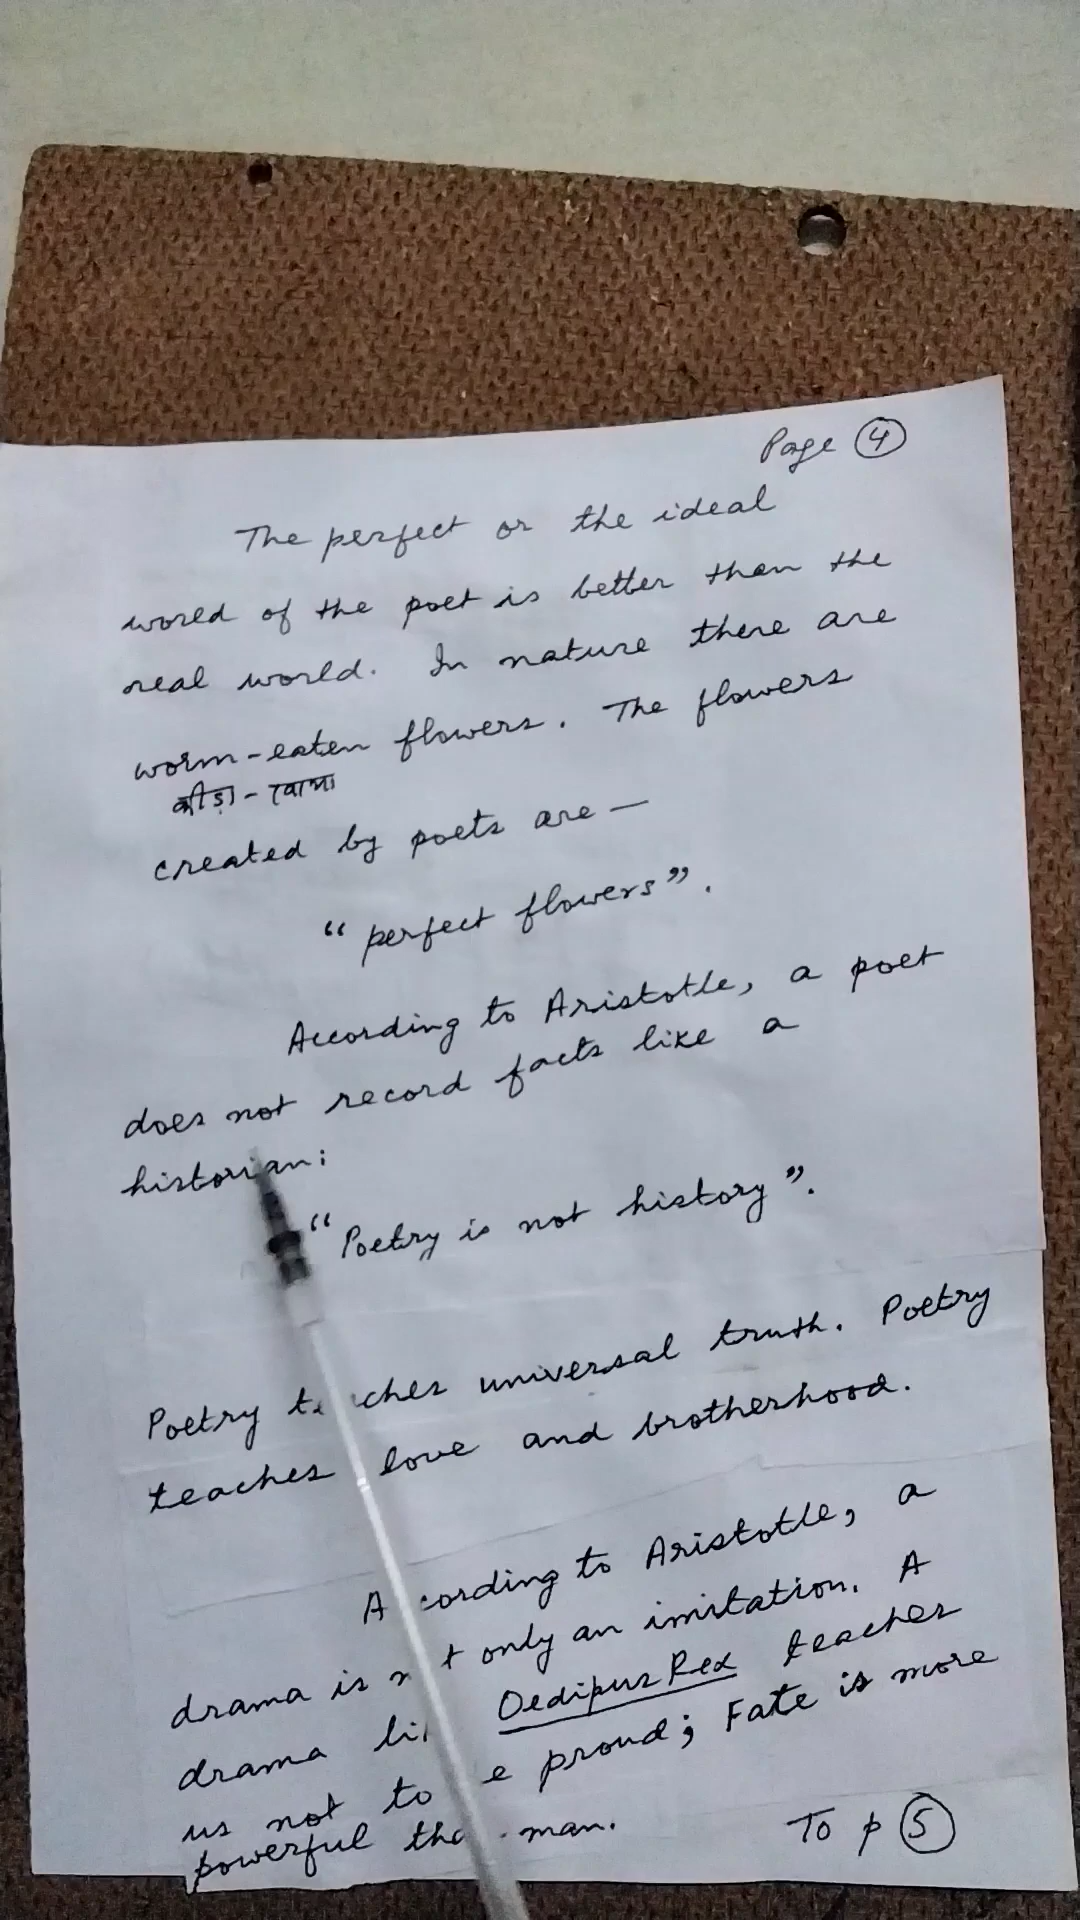 Page 4
The perfect or the ideal
world of the poet is better than the
real world. In nature there are
worm-eaten flowers. The flowers
कीड़ा-खाया
created by poets are —
"perfect flowers".
According to Aristotle, a poet
does not record facts like a
historian:
"Poetry is not history".
Poetry teaches universal truth. Poetry
teaches love and brotherhood.
According to Aristotle, a
drama is not only an imitation. A
drama like Oedipus Rex teaches
us not to be proud; Fate is more
powerful than man.
To p 5